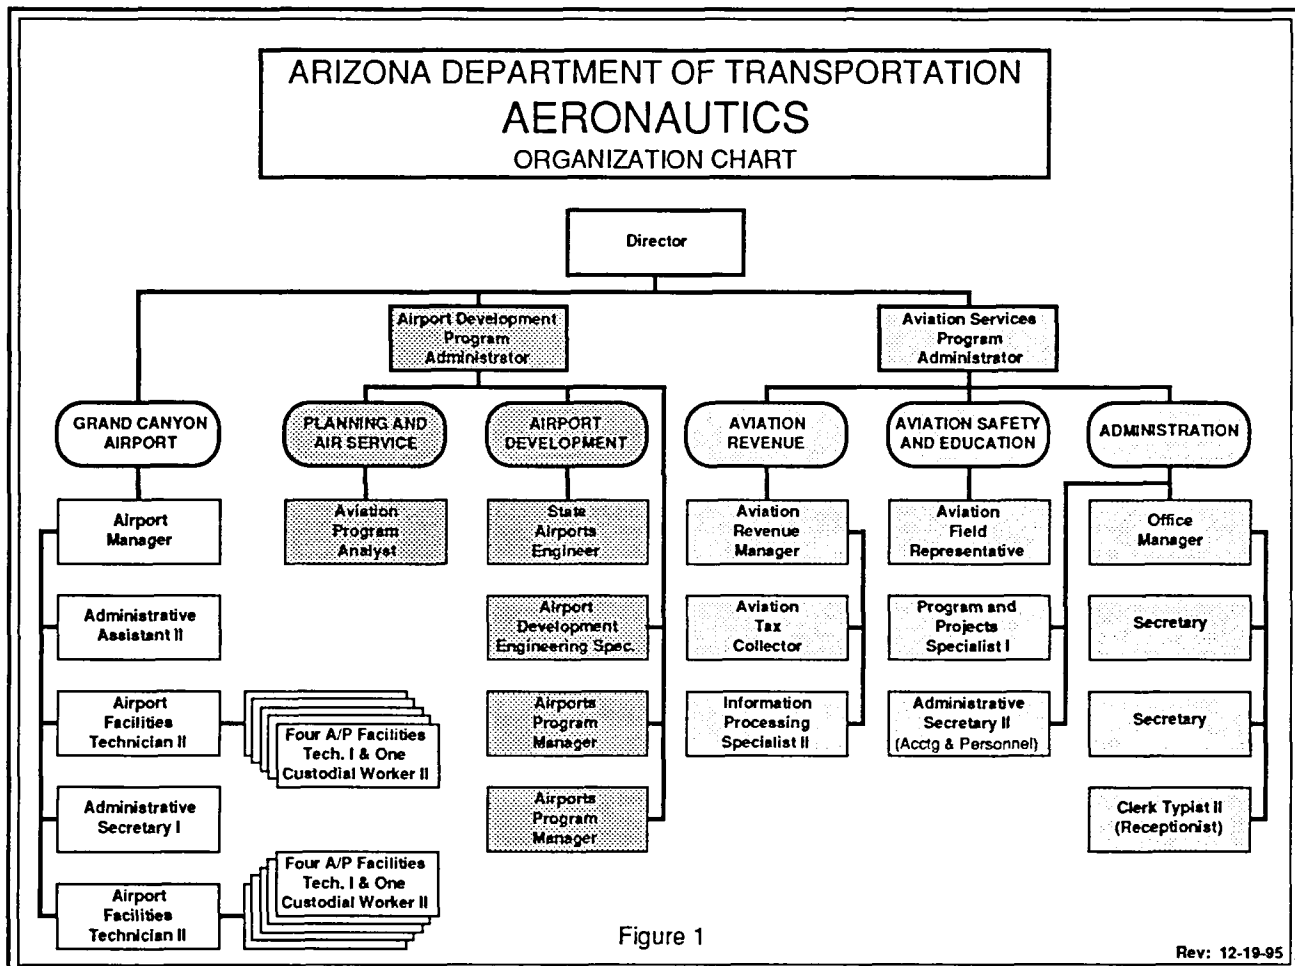 ARIZONA DEPARTMENT OF TRANSPORTATION
AERONAUTICS
ORGANIZATION CHART
Director
Airport Development
Program
Administrator
Aviation Services
Program
Administrator
GRAND CANYON
AIRPORT
PLANNING AND
AIR SERVICE
AIRPORT
DEVELOPMENT
AVIATION
REVENUE
AVIATION SAFETY
AND EDUCATION
ADMINISTRATION
Airport
Manager
Aviation
Program
Analyst
State
Airports
Engineer
Aviation
Revenue
Manager
Aviation
Field
Representative
Office
Manager
Administrative
Assistant II
Airport
Development
Engineering Spec.
Aviation
Tax
Collector
Program and
Projects
Specialist I
Secretary
Airport
Facilities
Technician II
Four A/P Facilities
Tech. I & One
Custodial Worker II
Airports
Program
Manager
Information
Processing
Specialist II
Administrative
Secretary II
(Acctg & Personnel)
Secretary
Administrative
Secretary I
Airports
Program
Manager
Clerk Typist II
(Receptionist)
Airport
Facilities
Technician II
Four A/P Facilities
Tech. I & One
Custodial Worker II
Figure 1
Rev: 12-19-95